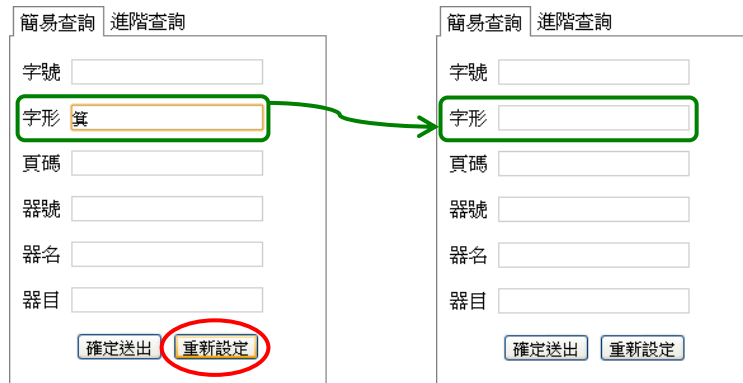 簡易查詢 進階查詢
字號
字形 箕
頁碼
器號
器名
器目
確定送出 重新設定
簡易查詢 進階查詢
字號
字形
頁碼
器號
器名
器目
確定送出 重新設定